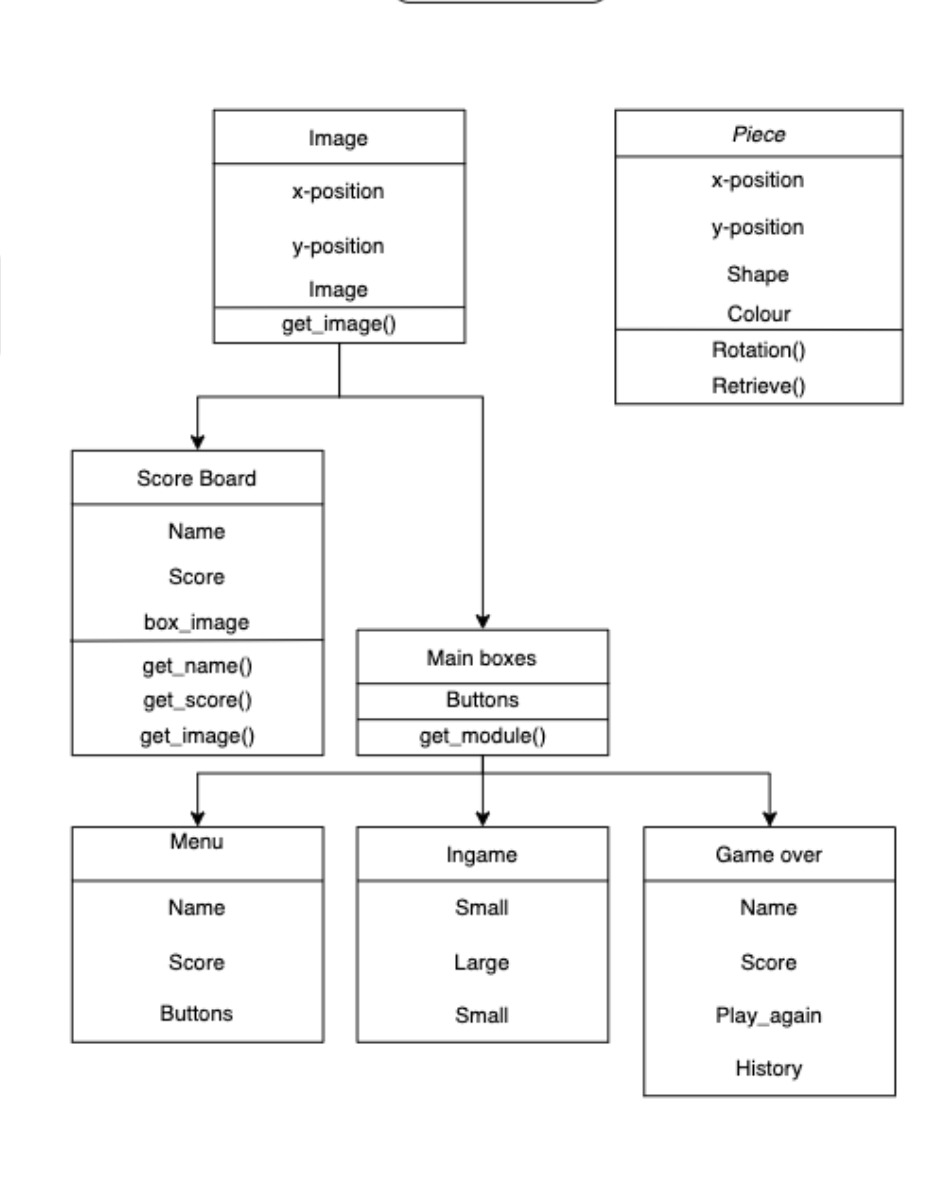 Image
x-position
y-position
Image
get_image()
Piece
x-position
y-position
Shape
Colour
Rotation()
Retrieve()
Score Board
Name
Score
box_image
get_name()
get_score()
get_image()
Main boxes
Buttons
get_module()
Menu
Name
Score
Buttons
Ingame
Small
Large
Small
Game over
Name
Score
Play_again
History